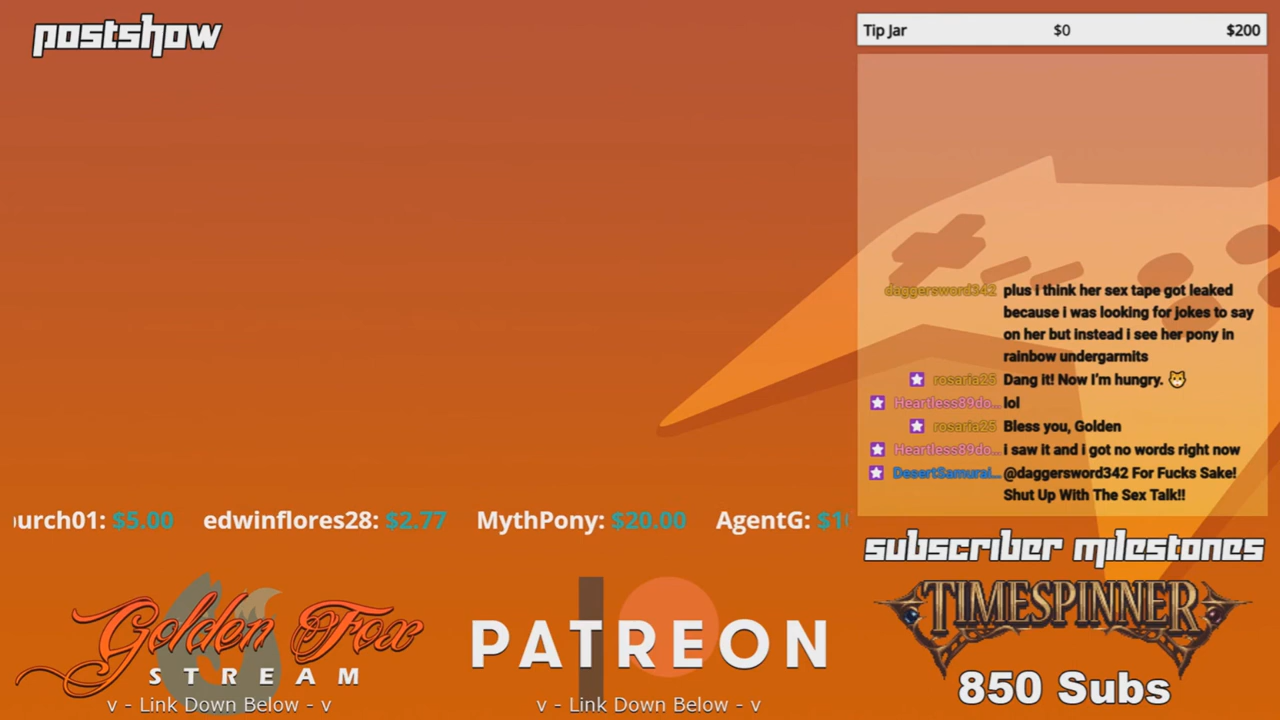 postshow
Tip Jar $0 $200
daggersword342 plus i think her sex tape got leaked
because i was looking for jokes to say
on her but instead i see her pony in
rainbow undergarmits
rosaria25 Dang it! Now I'm hungry.
Heartless89do... lol
rosaria25 Bless you, Golden
Heartless89do... i saw it and i got no words right now
DesertSamurai... @daggersword342 For Fucks Sake!
Shut Up With The Sex Talk!!
urch01: $5.00 edwinflores28: $2.77 MythPony: $20.00 AgentG:
subscriber milestones
TIMESPINNER
850 Subs
Golden Fox
STREAM
v - Link Down Below - v
PATREON
v - Link Down Below - v